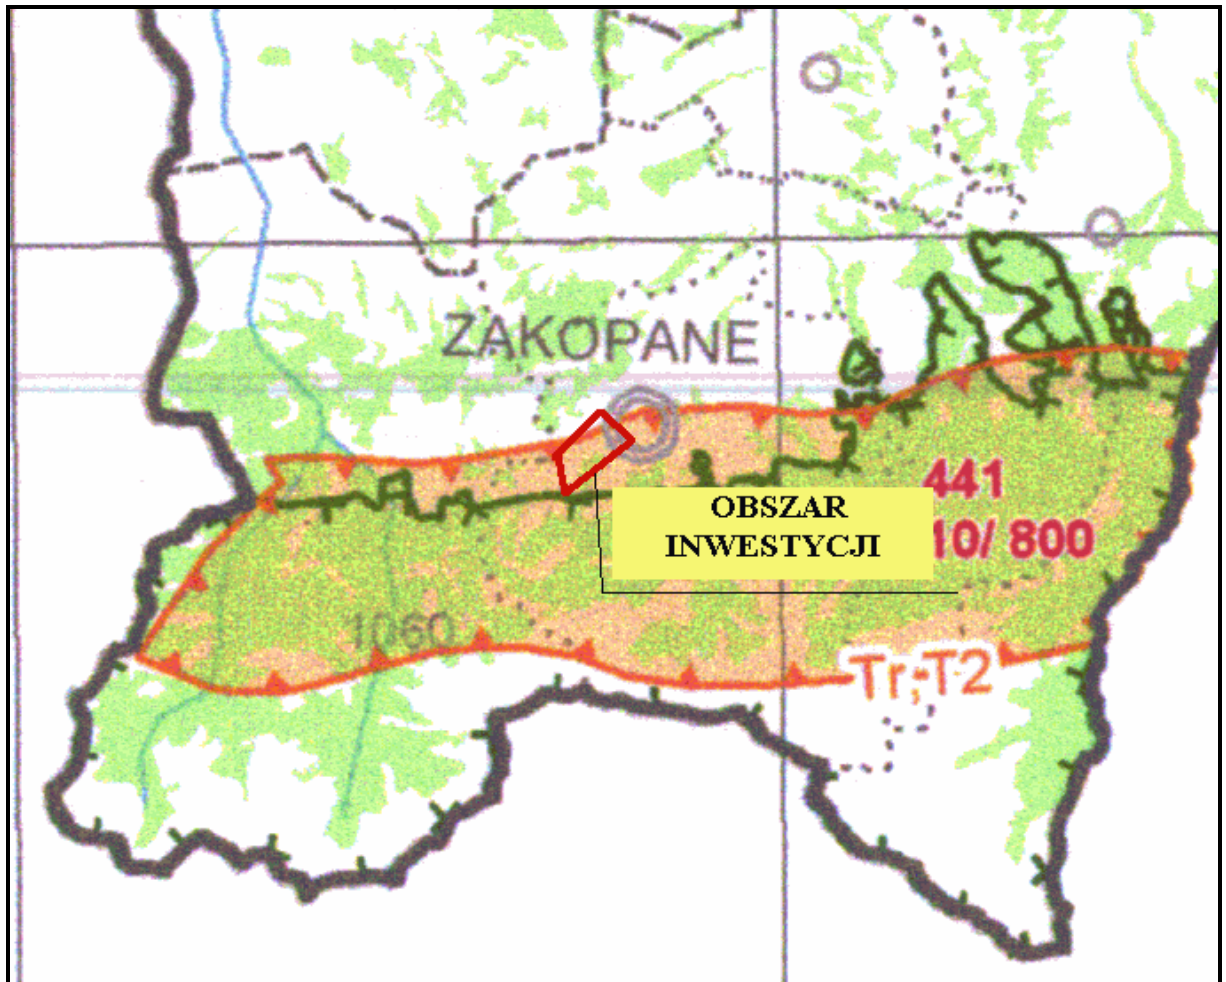 ZAKOPANE
441
10/ 800
OBSZAR
INWESTYCJI
1060
Tr,T2